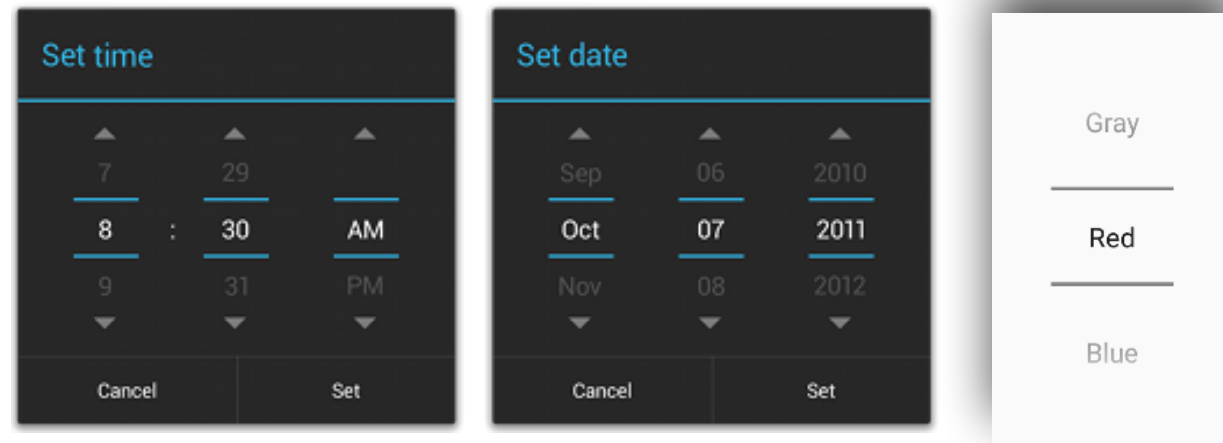 Set time
7 29
8 : 30 AM
9 31 PM
Cancel Set
Set date
Sep 06 2010
Oct 07 2011
Nov 08 2012
Cancel Set
Gray
Red
Blue